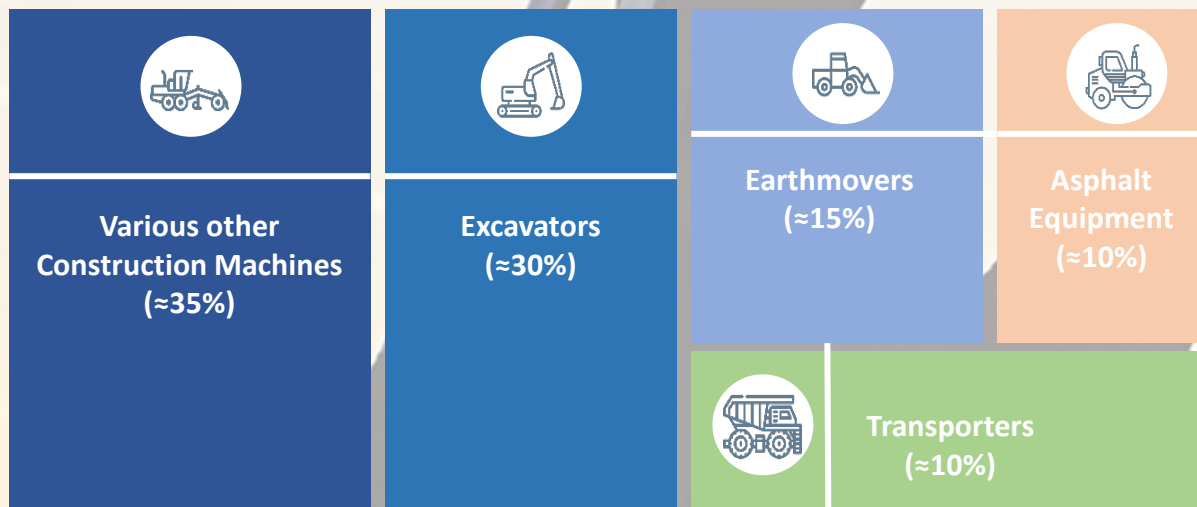 Various other
Construction Machines
(≈35%)
Excavators
(≈30%)
Earthmovers
(≈15%)
Asphalt
Equipment
(≈10%)
Transporters
(≈10%)